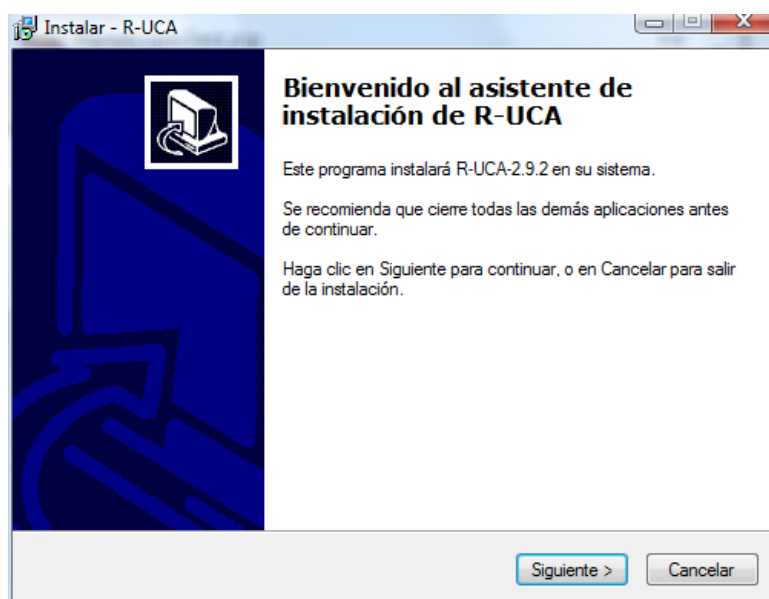 Instalar - R-UCA
Bienvenido al asistente de
instalación de R-UCA
Este programa instalará R-UCA-2.9.2 en su sistema.
Se recomienda que cierre todas las demás aplicaciones antes
de continuar.
Haga clic en Siguiente para continuar, o en Cancelar para salir
de la instalación.
Siguiente >
Cancelar